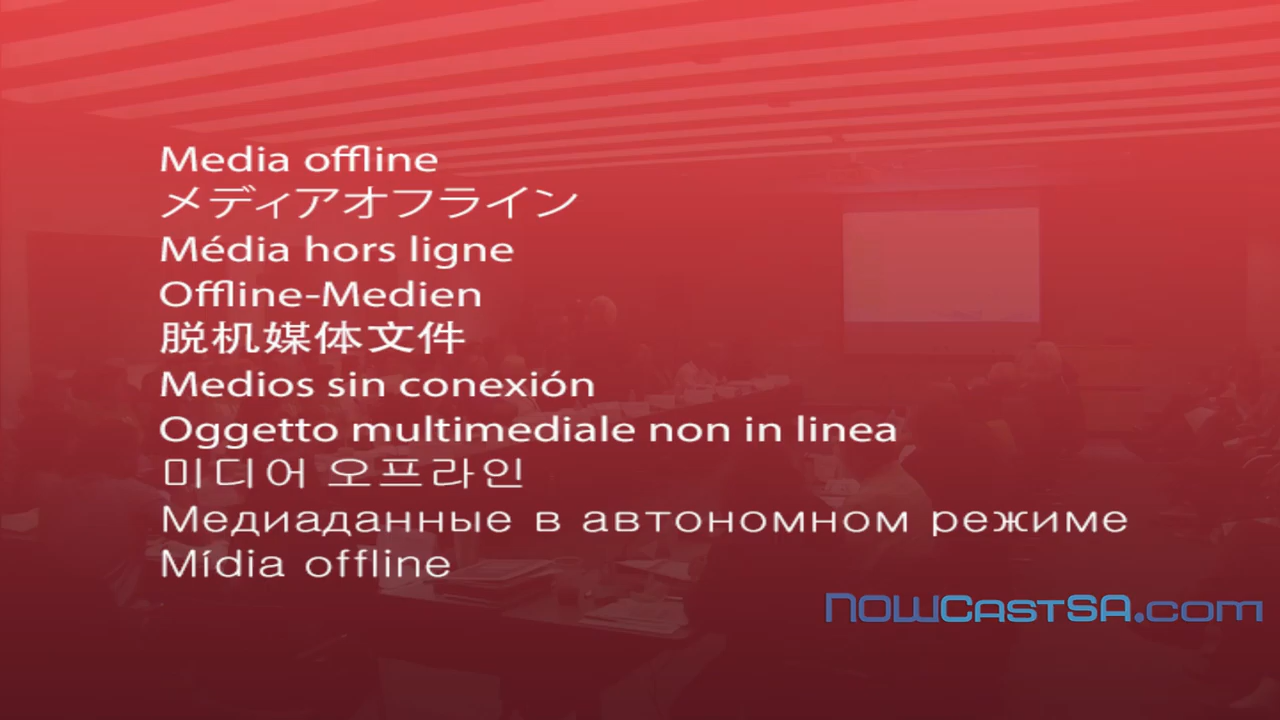 Media offline
メディアオフライン
Média hors ligne
Offline-Medien
脱机媒体文件
Medios sin conexión
Oggetto multimediale non in linea
미디어 오프라인
Медиаданные в автономном режиме
Mídia offline
NOWCastSA.com